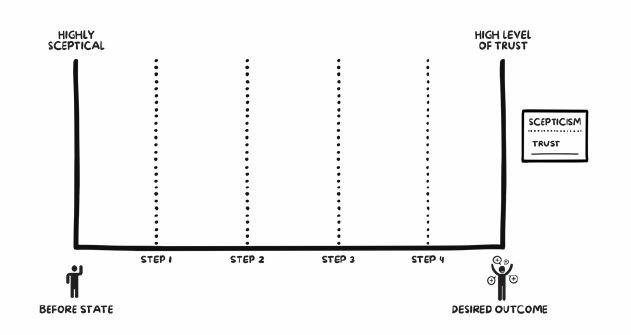 HIGHLY
SCEPTICAL
HIGH LEVEL
OF TRUST
SCEPTICISM
TRUST
STEP 1
STEP 2
STEP 3
STEP 4
BEFORE STATE
DESIRED OUTCOME